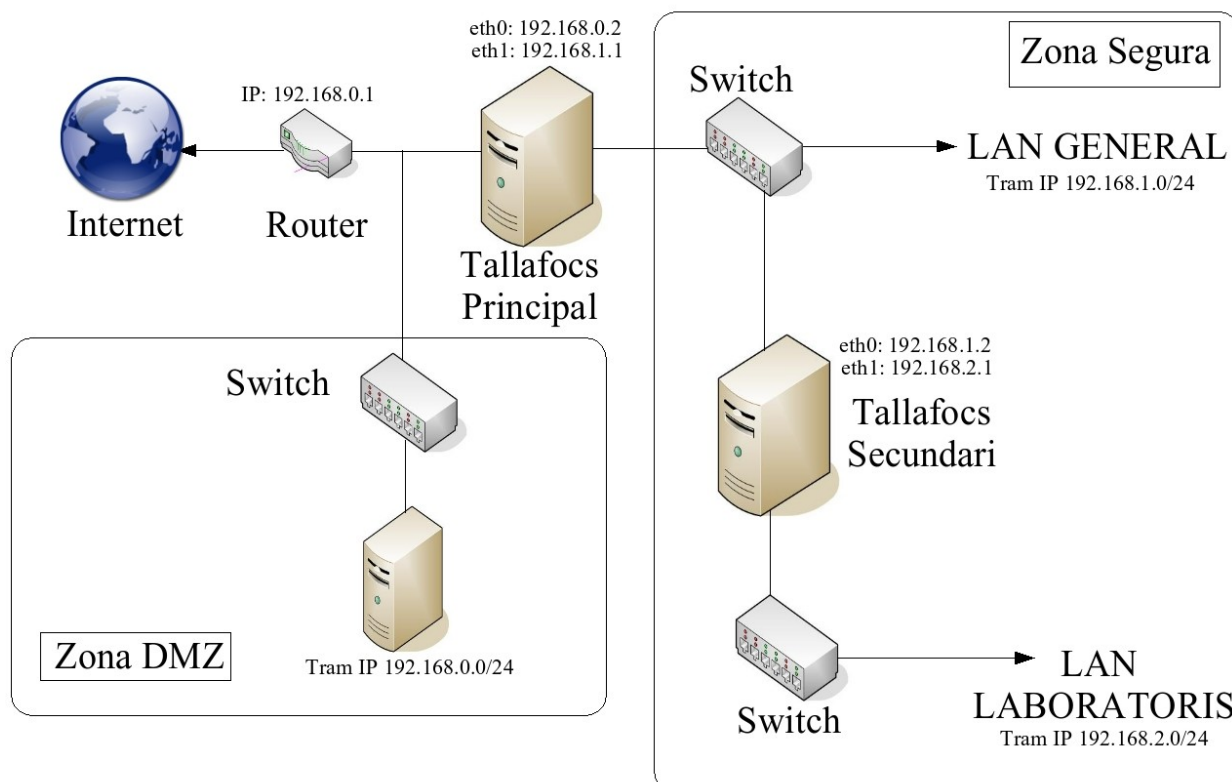 eth0: 192.168.0.2
eth1: 192.168.1.1
Zona Segura
Switch
IP: 192.168.0.1
LAN GENERAL
Tram IP 192.168.1.0/24
Internet
Router
Tallafocs
Principal
eth0: 192.168.1.2
eth1: 192.168.2.1
Switch
Tallafocs
Secundari
Zona DMZ
Tram IP 192.168.0.0/24
LAN
LABORATORIS
Tram IP 192.168.2.0/24
Switch